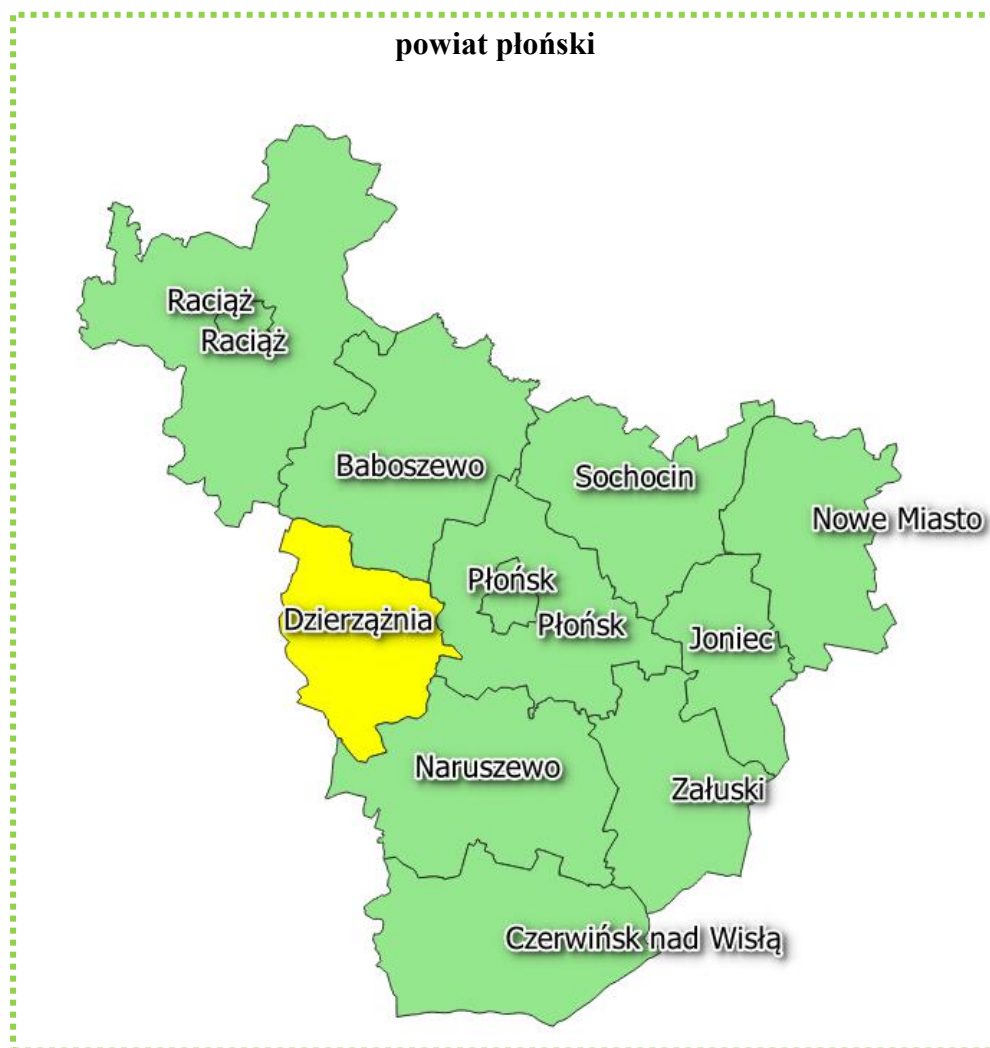 powiat płoński
Raciąż
Raciąż
Baboszewo
Sochocin
Nowe Miasto
Płońsk
Dzierzążnia
Płońsk
Joniec
Naruszewo
Załuski
Czerwińsk nad Wisłą